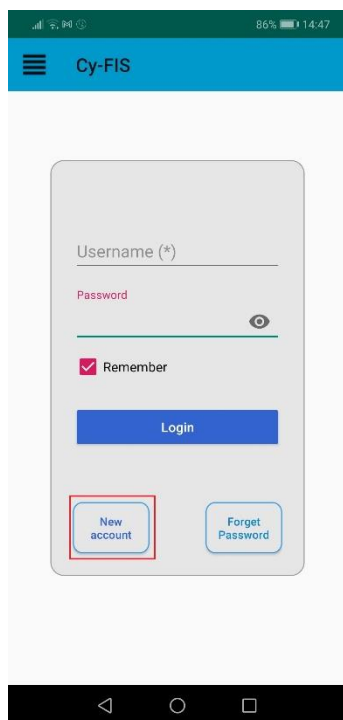 86% 14:47
Cy-FIS
Username (*)
Password
Remember
Login
New
account
Forget
Password